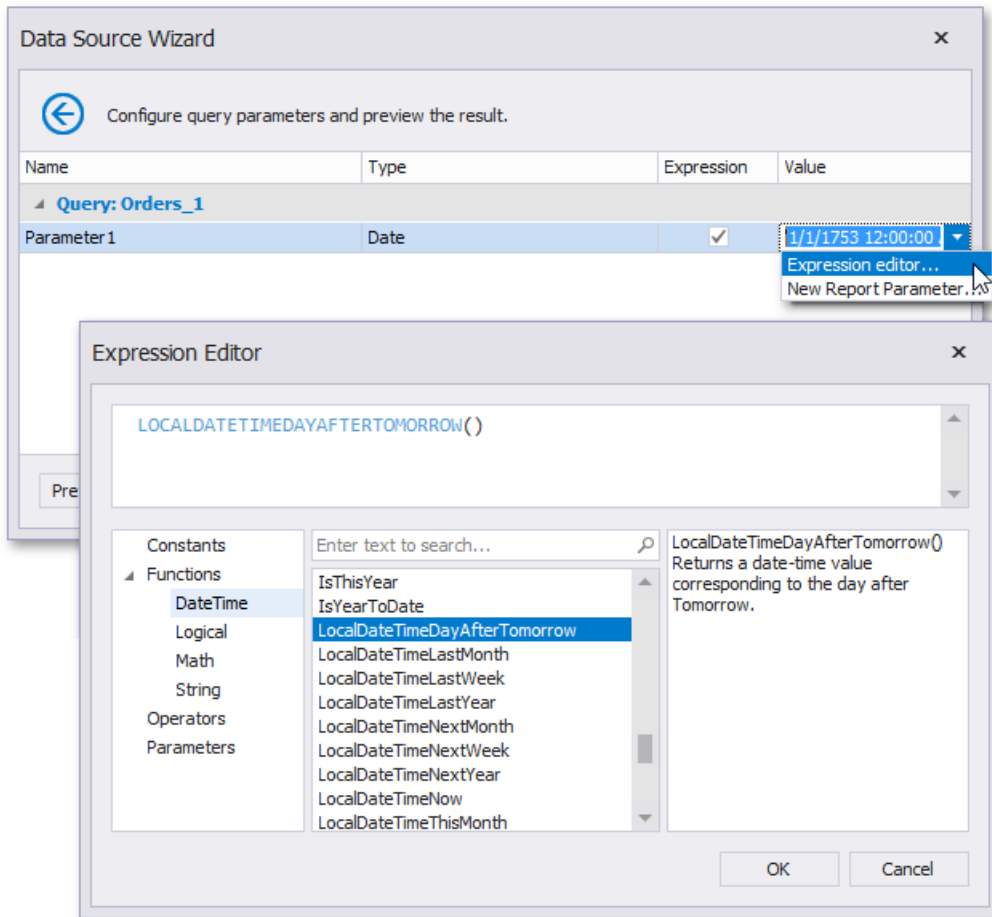 Data Source Wizard
Configure query parameters and preview the result.
Name Type Expression Value
Query: Orders_1
Parameter1 Date 1/1/1753 12:00:00
Expression editor...
New Report Parameter...
Expression Editor
LOCALDATETIMEDAYAFTERTOMORROW()
Pre
Constants
Functions
DateTime
Logical
Math
String
Operators
Parameters
Enter text to search...
IsThisYear
IsYearToDate
LocalDateTimeDayAfterTomorrow
LocalDateTimeLastMonth
LocalDateTimeLastWeek
LocalDateTimeLastYear
LocalDateTimeNextMonth
LocalDateTimeNextWeek
LocalDateTimeNextYear
LocalDateTimeNow
LocalDateTimeThisMonth
LocalDateTimeDayAfterTomorrow()
Returns a date-time value
corresponding to the day after
Tomorrow.
OK Cancel